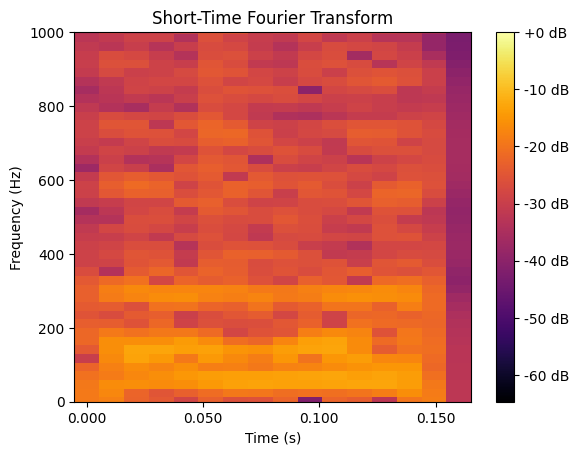 Short-Time Fourier Transform
1000
800
600
400
200
0
Frequency (Hz)
0.000
0.050
0.100
0.150
Time (s)
+0 dB
-10 dB
-20 dB
-30 dB
-40 dB
-50 dB
-60 dB